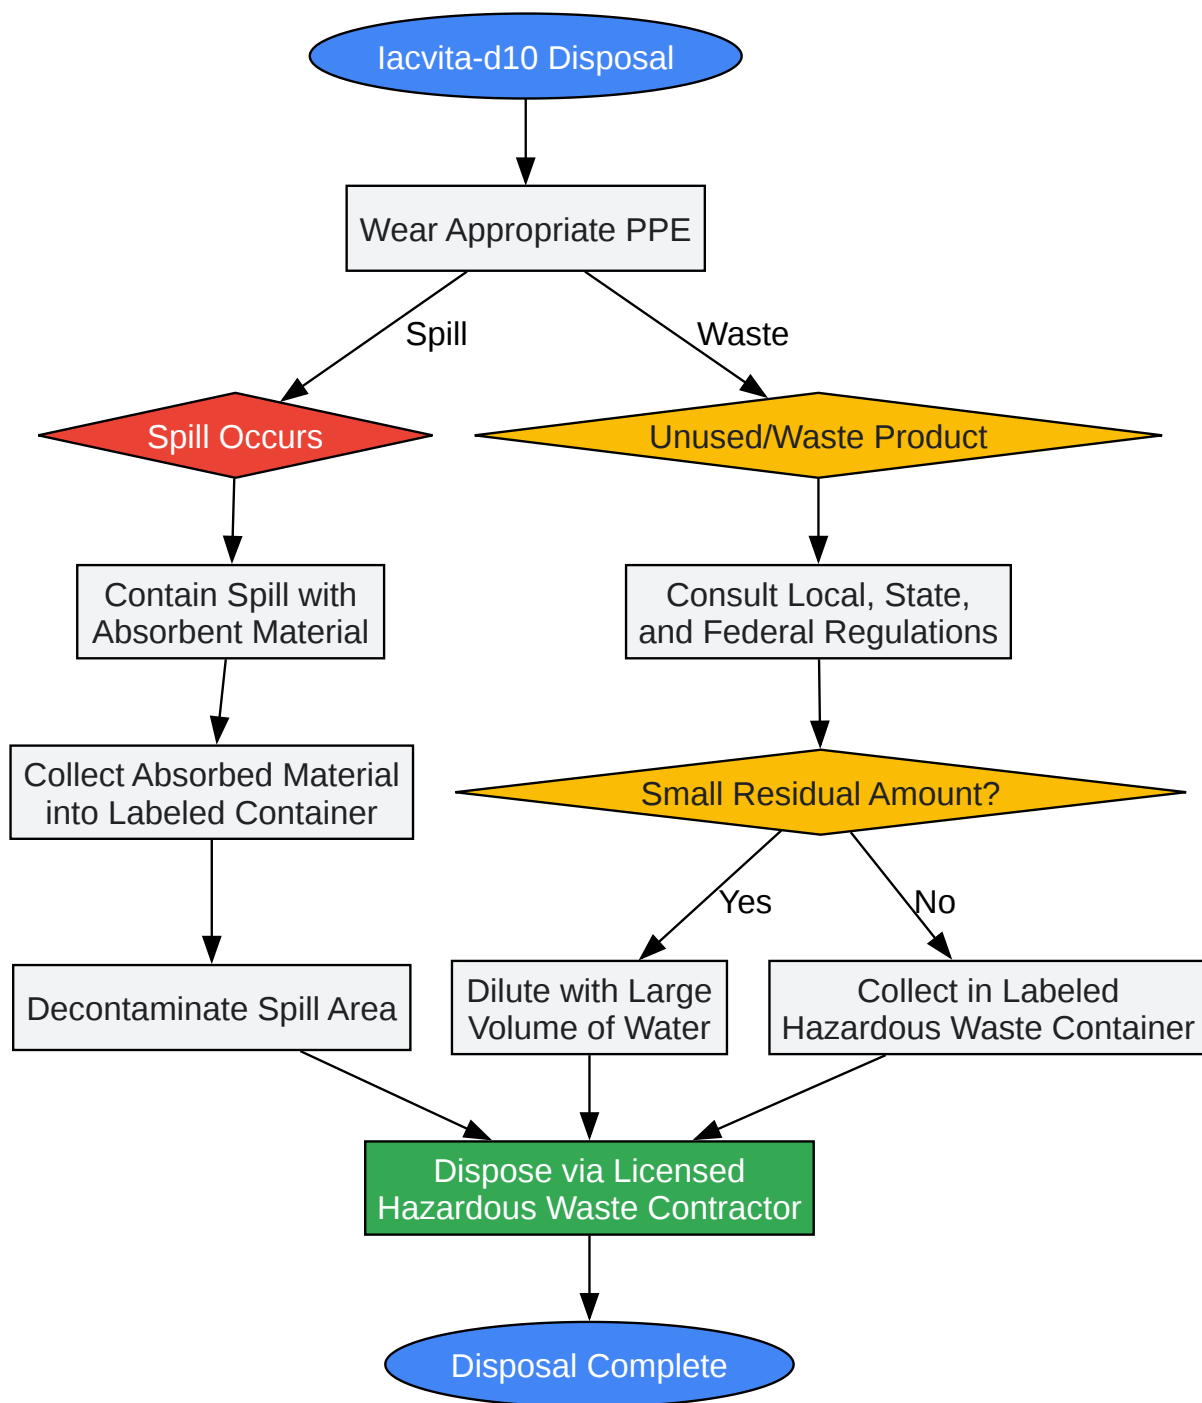 Iacvita-d10 Disposal
Wear Appropriate PPE
Spill
Waste
Spill Occurs
Unused/Waste Product
Contain Spill with
Absorbent Material
Consult Local, State,
and Federal Regulations
Collect Absorbed Material
into Labeled Container
Small Residual Amount?
Yes
No
Decontaminate Spill Area
Dilute with Large
Volume of Water
Collect in Labeled
Hazardous Waste Container
Dispose via Licensed
Hazardous Waste Contractor
Disposal Complete